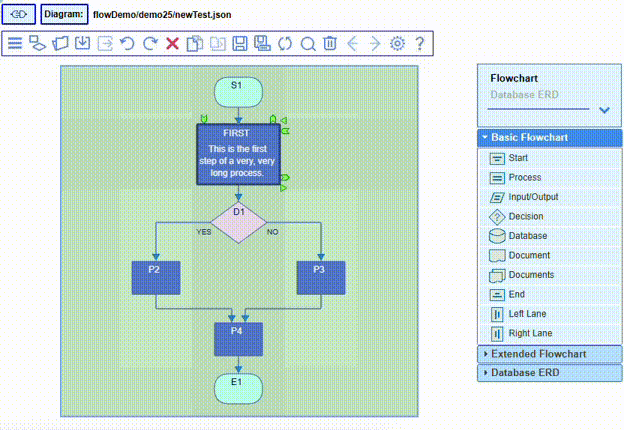 Diagram:
flowDemo/demo25/newTest.json
?
S1
FIRST
This is the first
step of a very, very
long process.
D1
YES
NO
P2
P3
P4
E1
Flowchart
Database ERD
Basic Flowchart
Start
Process
Input/Output
? Decision
Database
Document
Documents
End
Left Lane
Right Lane
Extended Flowchart
Database ERD